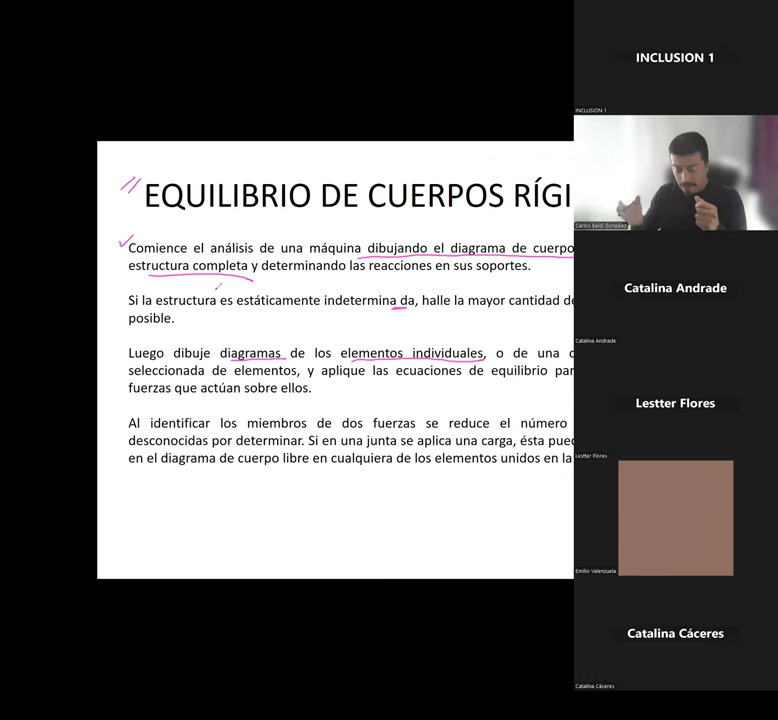 INCLUSION 1
INCLUSION 1
EQUILIBRIO DE CUERPOS RÍGI
Carlos Baldi González
Comience el análisis de una máquina dibujando el diagrama de cuerpo
estructura completa y determinando las reacciones en sus soportes.
Catalina Andrade
Si la estructura es estáticamente indetermina da, halle la mayor cantidad de
posible.
Catalina Andrade
Luego dibuje diagramas de los elementos individuales, o de una c
seleccionada de elementos, y aplique las ecuaciones de equilibrio par
fuerzas que actúan sobre ellos.
Lestter Flores
Al identificar los miembros de dos fuerzas se reduce el número
desconocidas por determinar. Si en una junta se aplica una carga, ésta pued
en el diagrama de cuerpo libre en cualquiera de los elementos unidos en la
Lestter Flores
Emilio Valenzuela
Catalina Cáceres
Catalina Cáceres